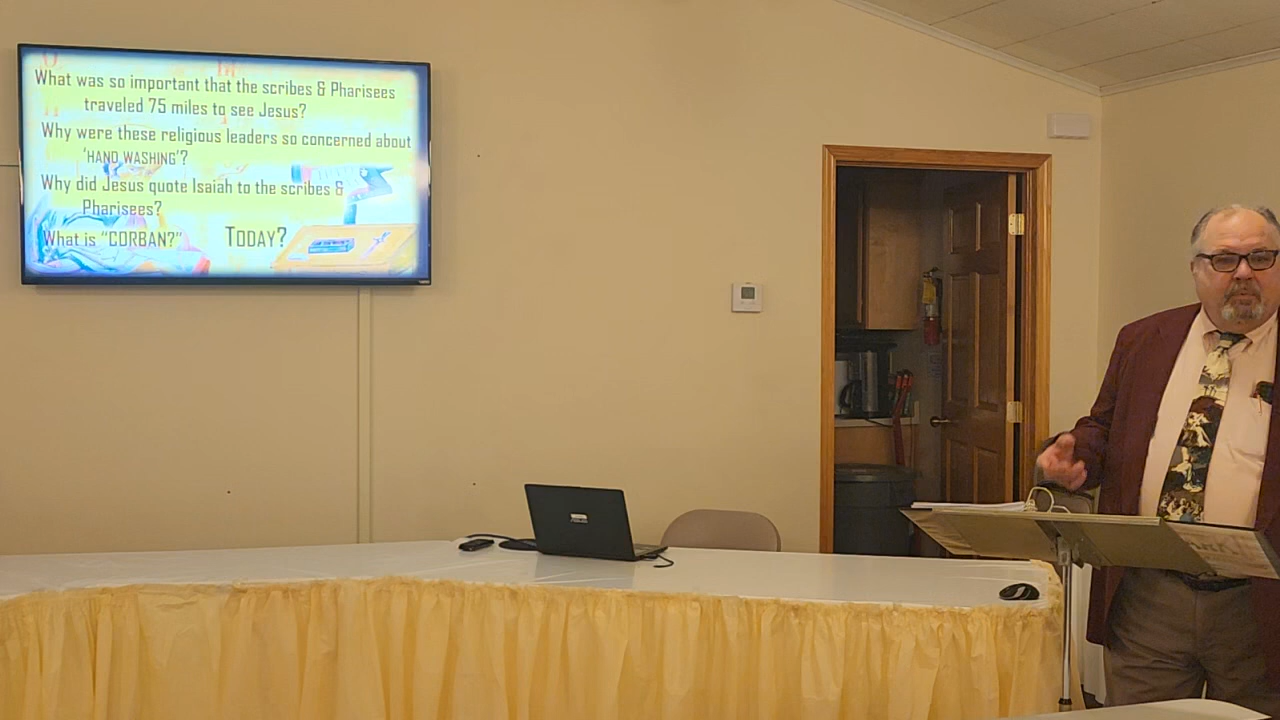 What was so important that the scribes & Pharisees
traveled 75 miles to see Jesus?
Why were these religious leaders so concerned about
'HAND WASHING'?
Why did Jesus quote Isaiah to the scribes &
Pharisees?
What is "CORBAN?" TODAY?
ASUS